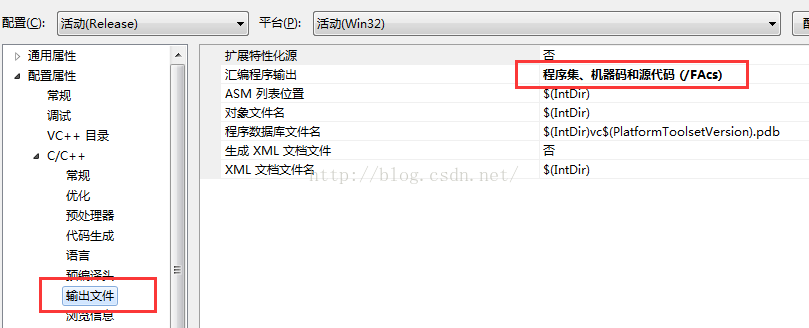 配置(C): 活动(Release) 平台(P): 活动(Win32)
通用属性
配置属性
常规
调试
VC++ 目录
C/C++
常规
优化
预处理器
代码生成
语言
预编译头
输出文件
浏览信息
扩展特性化源 否
汇编程序输出 程序集、机器码和源代码 (/FAcs)
ASM 列表位置 $(IntDir)
对象文件名 $(IntDir)
程序数据库文件名 $(IntDir)vc$(PlatformToolsetVersion).pdb
生成 XML 文档文件 否
XML 文档文件名 $(IntDir)
http://blog.csdn.net/